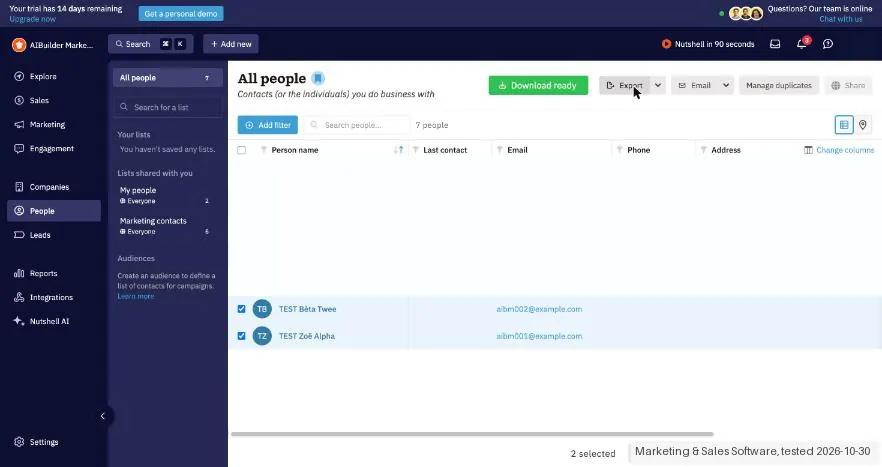 Your trial has 14 days remaining
Upgrade now
Get a personal demo
Questions? Our team is online
Chat with us
AIBuilder Marke...
Search ⌘ K
+ Add new
Nutshell in 90 seconds
3
Explore
Sales
Marketing
Engagement
Companies
People
Leads
Reports
Integrations
Nutshell AI
Settings
All people 7
Search for a list
Your lists
You haven't saved any lists.
Lists shared with you
My people
Everyone 2
Marketing contacts
Everyone 6
Audiences
Create an audience to define a
list of contacts for campaigns.
Learn more
All people
Contacts (or the individuals) you do business with
Download ready
Export
Email
Manage duplicates
Share
Add filter
Search people...
7 people
Person name
Last contact
Email
Phone
Address
Change columns
TB TEST Bèta Twee aibm002@example.com
TZ TEST Zoë Alpha aibm001@example.com
2 selected
Marketing & Sales Software, tested 2026-10-30